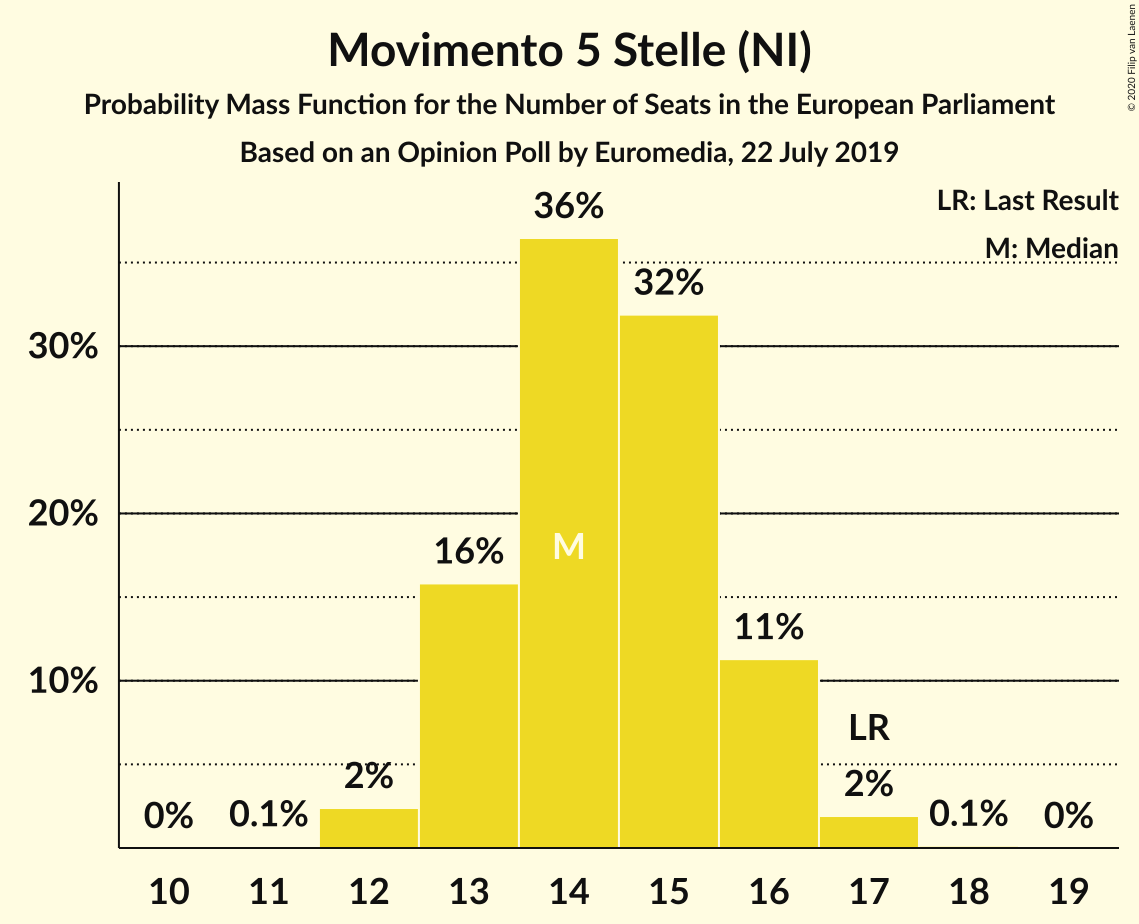 Movimento 5 Stelle (NI)
Probability Mass Function for the Number of Seats in the European Parliament
Based on an Opinion Poll by Euromedia, 22 July 2019
© 2020 Filip van Laenen
LR: Last Result
M: Median
36%
32%
30%
20%
16%
M
11%
10%
LR
2%
2%
0%
0.1%
0.1%
0%
10 11 12 13 14 15 16 17 18 19